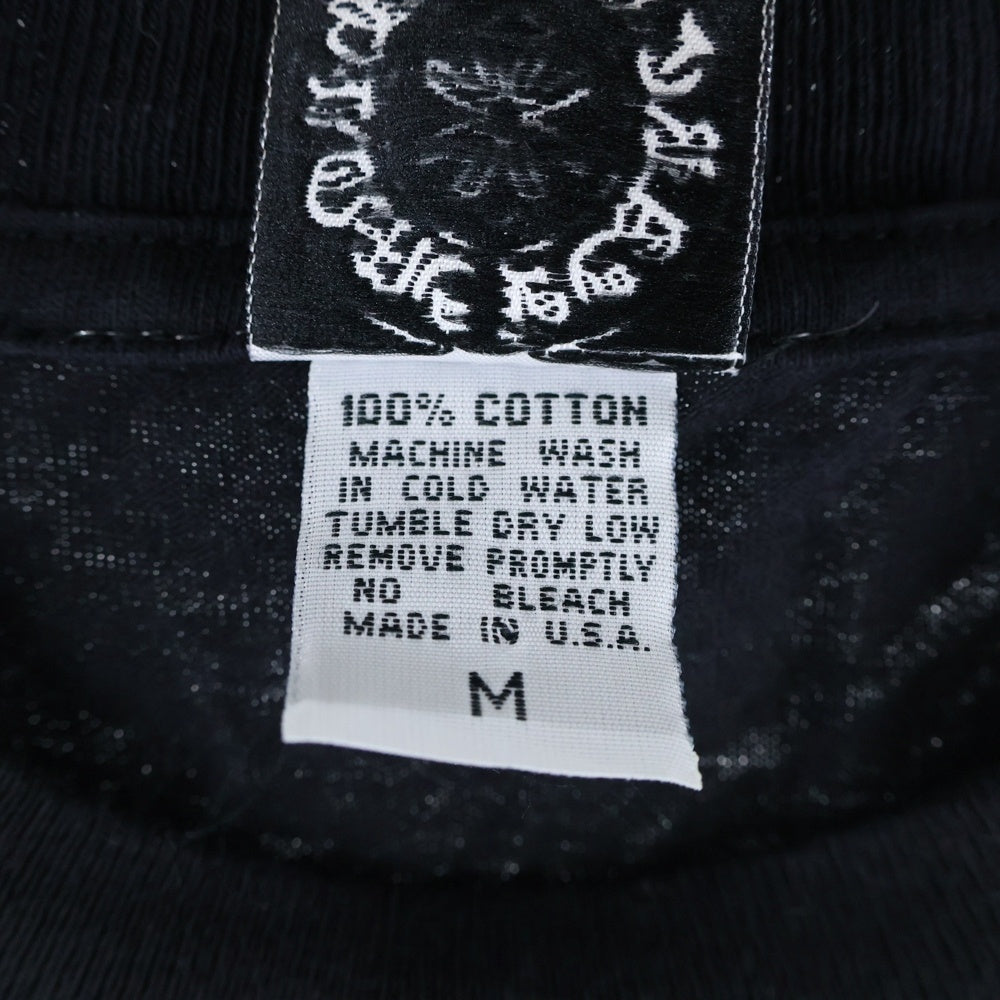 100% COTTON
MACHINE WASH
IN COLD WATER
TUMBLE DRY LOW
REMOVE PROMPTLY
NO BLEACH
MADE IN U.S.A.
M